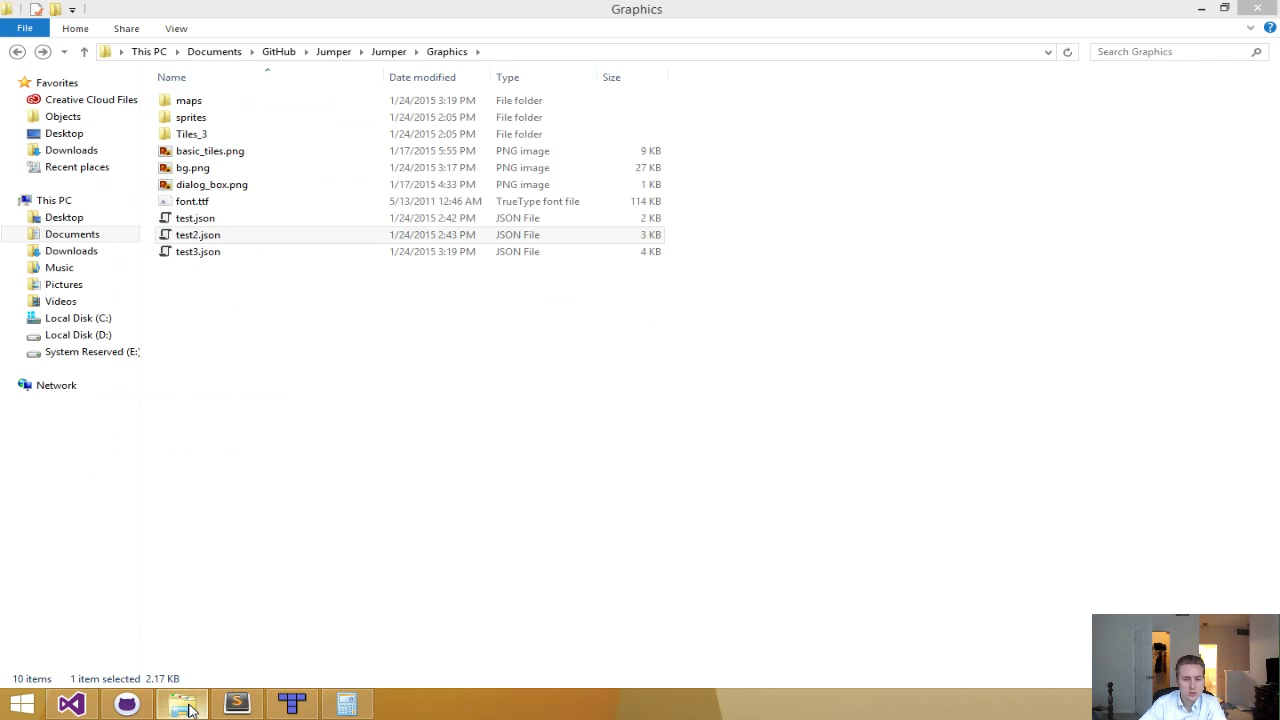 Graphics
File Home Share View
This PC Documents GitHub Jumper Jumper Graphics Search Graphics
Name Date modified Type Size
Favorites
Creative Cloud Files
Objects
Desktop
Downloads
Recent places
This PC
Desktop
Documents
Downloads
Music
Pictures
Videos
Local Disk (C:)
Local Disk (D:)
System Reserved (E:)
Network
maps 1/24/2015 3:19 PM File folder
sprites 1/24/2015 2:05 PM File folder
Tiles_3 1/24/2015 2:05 PM File folder
basic_tiles.png 1/17/2015 5:55 PM PNG image 9 KB
bg.png 1/24/2015 3:17 PM PNG image 27 KB
dialog_box.png 1/17/2015 4:33 PM PNG image 1 KB
font.ttf 5/13/2011 12:46 AM TrueType font file 114 KB
test.json 1/24/2015 2:42 PM JSON File 2 KB
test2.json 1/24/2015 2:43 PM JSON File 3 KB
test3.json 1/24/2015 3:19 PM JSON File 4 KB
10 items 1 item selected 2.17 KB